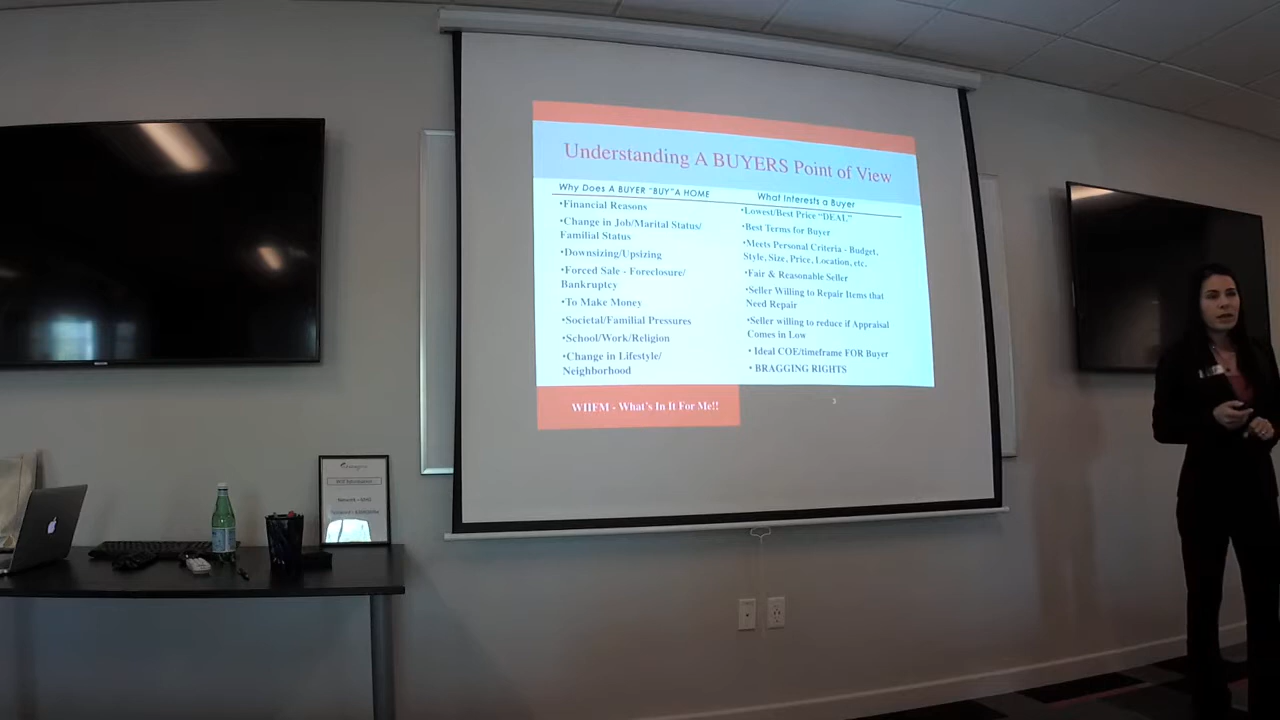 Understanding A BUYERS Point of View
Why Does A BUYER "BUY"A HOME
•Financial Reasons
•Change in Job/Marital Status/
Familial Status
•Downsizing/Upsizing
•Forced Sale - Foreclosure/
Bankruptcy
•To Make Money
•Societal/Familial Pressures
•School/Work/Religion
•Change in Lifestyle/
Neighborhood
What Interests a Buyer
•Lowest/Best Price "DEAL"
•Best Terms for Buyer
•Meets Personal Criteria - Budget,
Style, Size, Price, Location, etc.
•Fair & Reasonable Seller
•Seller Willing to Repair Items that
Need Repair
•Seller willing to reduce if Appraisal
Comes in Low
• Ideal COE/timeframe FOR Buyer
• BRAGGING RIGHTS
WIIFM - What's In It For Me!!
3